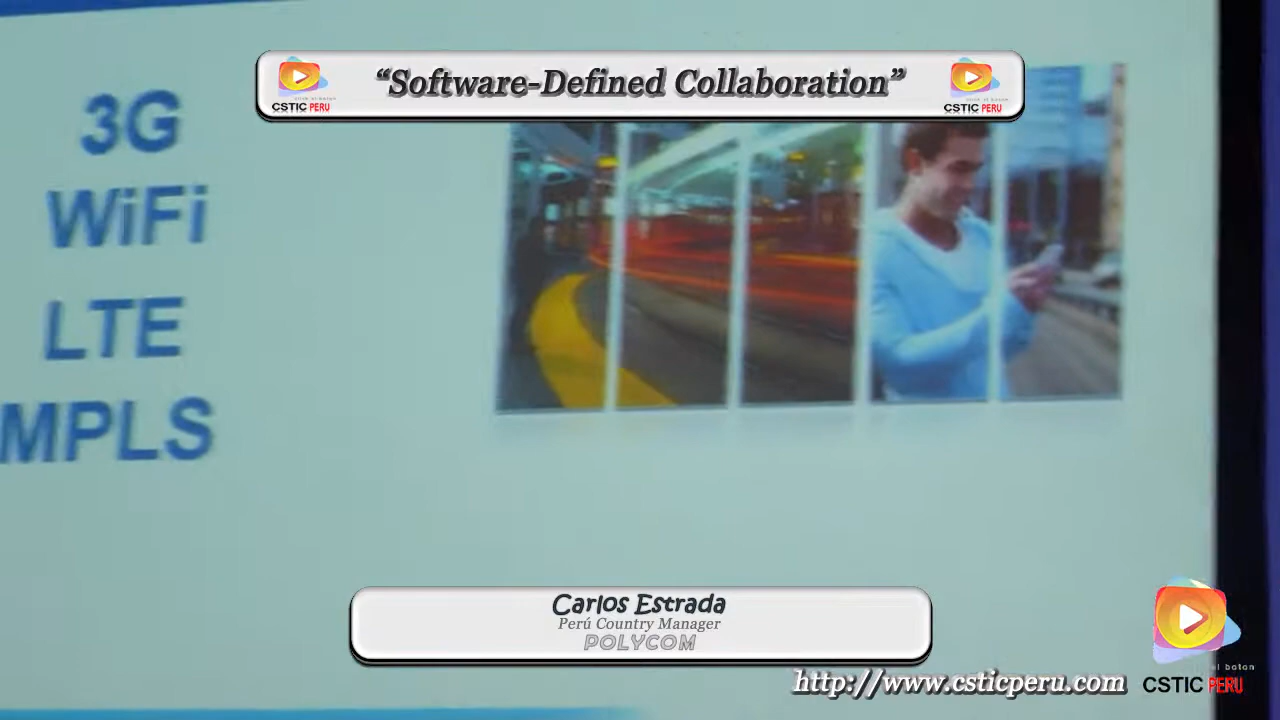 “Software-Defined Collaboration”
CSTIC PERU
CSTIC PERU
3G
WiFi
LTE
MPLS
Carlos Estrada
Perú Country Manager
POLYCOM
http://www.csticperu.com
CSTIC PERU